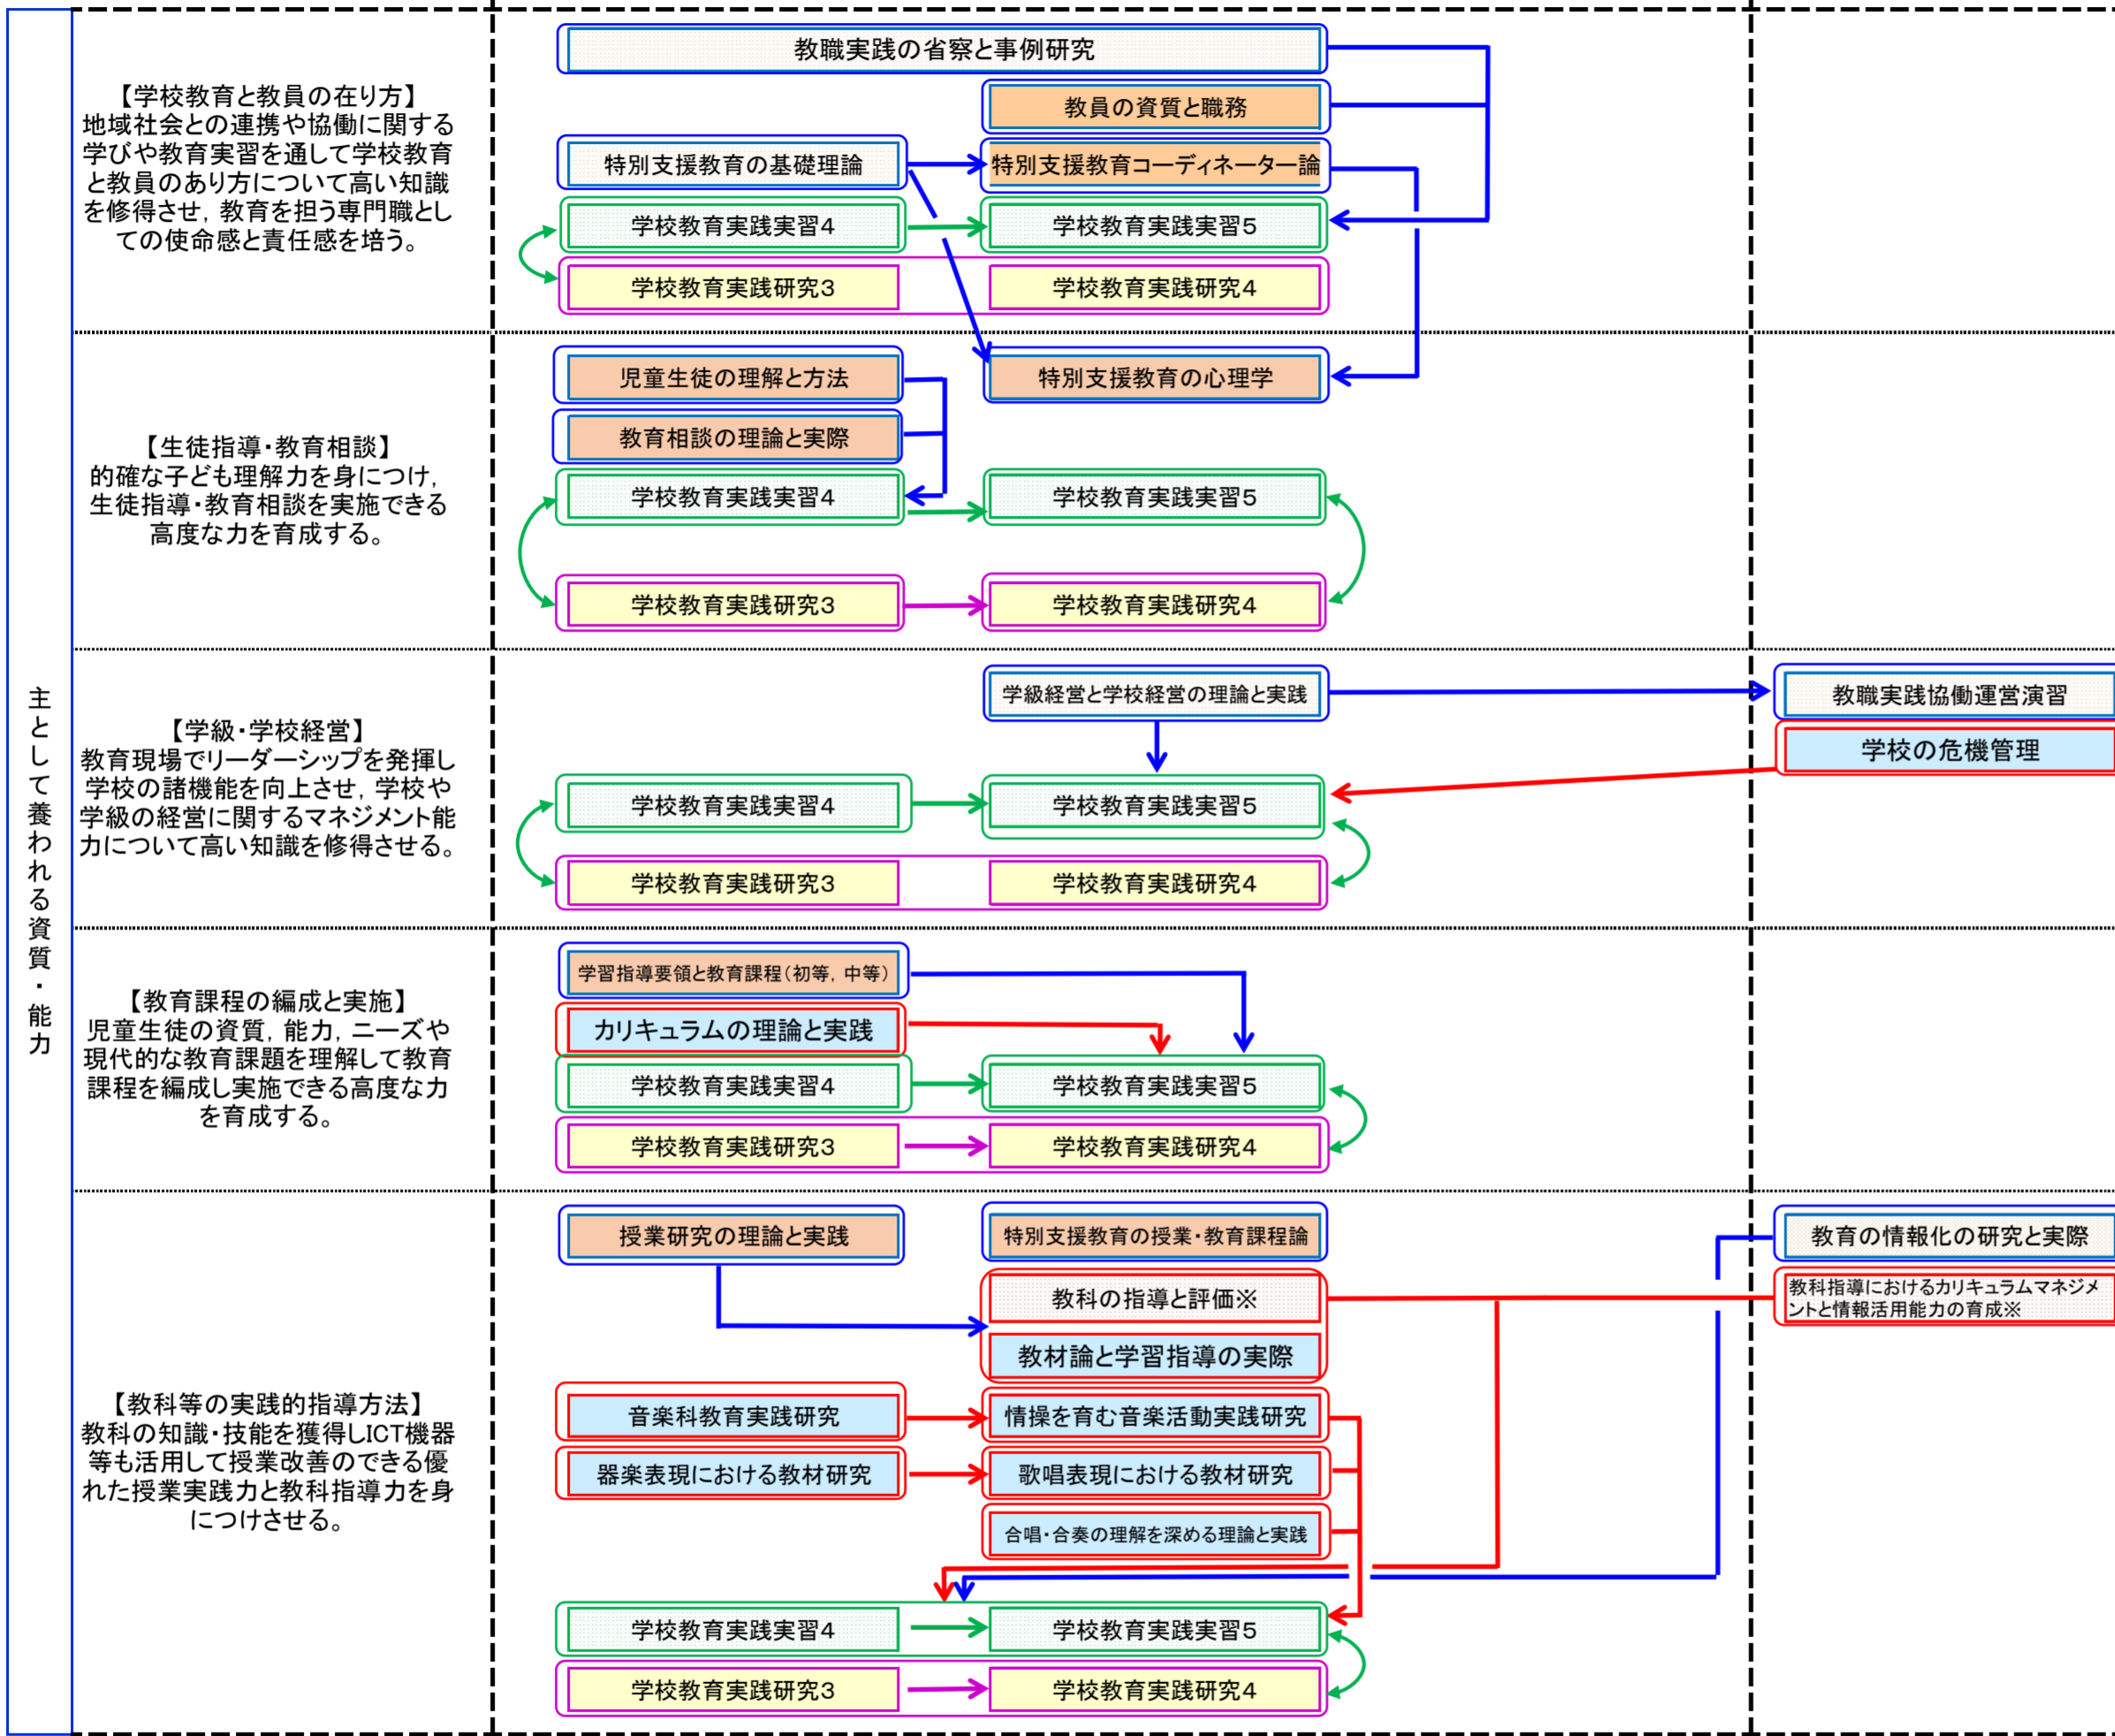 主として養われる資質・能力
【学校教育と教員の在り方】
地域社会との連携や協働に関する
学びや教育実習を通して学校教育
と教員のあり方について高い知識
を修得させ，教育を担う専門職とし
ての使命感と責任感を培う。
教職実践の省察と事例研究
教員の資質と職務
特別支援教育の基礎理論
特別支援教育コーディネーター論
学校教育実践実習4
学校教育実践実習5
学校教育実践研究3
学校教育実践研究4
【生徒指導・教育相談】
的確な子ども理解力を身につけ，
生徒指導・教育相談を実施できる
高度な力を育成する。
児童生徒の理解と方法
特別支援教育の心理学
教育相談の理論と実際
学校教育実践実習4
学校教育実践実習5
学校教育実践研究3
学校教育実践研究4
【学級・学校経営】
教育現場でリーダーシップを発揮し
学校の諸機能を向上させ，学校や
学級の経営に関するマネジメント能
力について高い知識を修得させる。
学級経営と学校経営の理論と実践
教職実践協働運営演習
学校の危機管理
学校教育実践実習4
学校教育実践実習5
学校教育実践研究3
学校教育実践研究4
【教育課程の編成と実施】
児童生徒の資質，能力，ニーズや
現代的な教育課題を理解して教育
課程を編成し実施できる高度な力
を育成する。
学習指導要領と教育課程（初等，中等）
カリキュラムの理論と実践
学校教育実践実習4
学校教育実践実習5
学校教育実践研究3
学校教育実践研究4
【教科等の実践的指導方法】
教科の知識・技能を獲得しICT機器
等も活用して授業改善のできる優
れた授業実践力と教科指導力を身
につけさせる。
授業研究の理論と実践
特別支援教育の授業・教育課程論
教育の情報化の研究と実際
教科の指導と評価※
教科指導におけるカリキュラムマネジメ
ントと情報活用能力の育成※
教材論と学習指導の実際
音楽科教育実践研究
情操を育む音楽活動実践研究
器楽表現における教材研究
歌唱表現における教材研究
合唱・合奏の理解を深める理論と実践
学校教育実践実習4
学校教育実践実習5
学校教育実践研究3
学校教育実践研究4